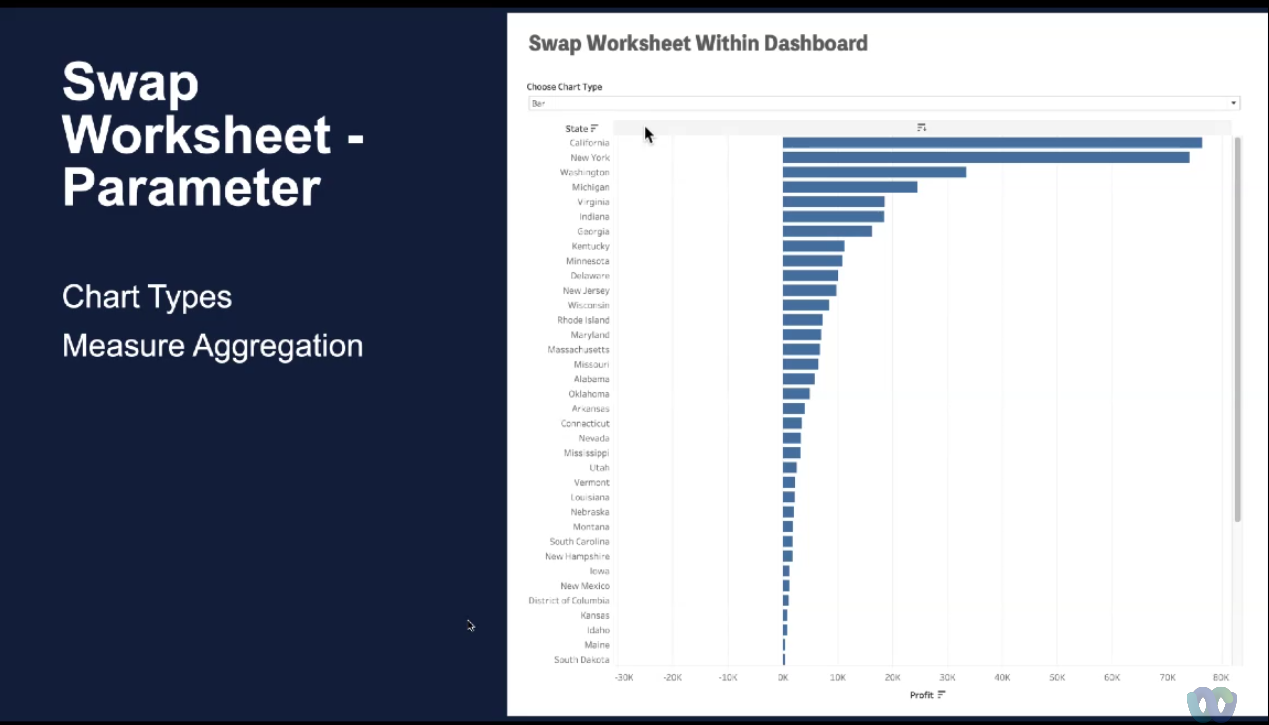 Swap
Worksheet -
Parameter
Chart Types
Measure Aggregation
Swap Worksheet Within Dashboard
Choose Chart Type
Bar
State
California
New York
Washington
Michigan
Virginia
Indiana
Georgia
Kentucky
Minnesota
Delaware
New Jersey
Wisconsin
Rhode Island
Maryland
Massachusetts
Missouri
Alabama
Oklahoma
Arkansas
Connecticut
Nevada
Mississippi
Utah
Vermont
Louisiana
Nebraska
Montana
South Carolina
New Hampshire
Iowa
New Mexico
District of Columbia
Kansas
Idaho
Maine
South Dakota
-30K -20K -10K 0K 10K 20K 30K 40K 50K 60K 70K 80K
Profit